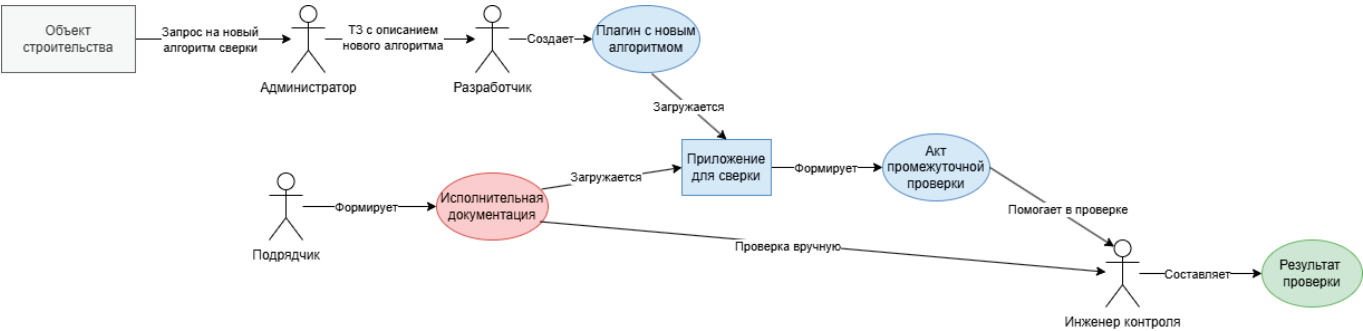 Объект
строительства
Запрос на новый
алгоритм сверки
Администратор
ТЗ с описанием
нового алгоритма
Разработчик
Создает
Плагин с новым
алгоритмом
Загружается
Приложение
для сверки
Формирует
Акт
промежуточной
проверки
Подрядчик
Формирует
Исполнительная
документация
Загружается
Помогает в проверке
Проверка вручную
Инженер контроля
Составляет
Результат
проверки